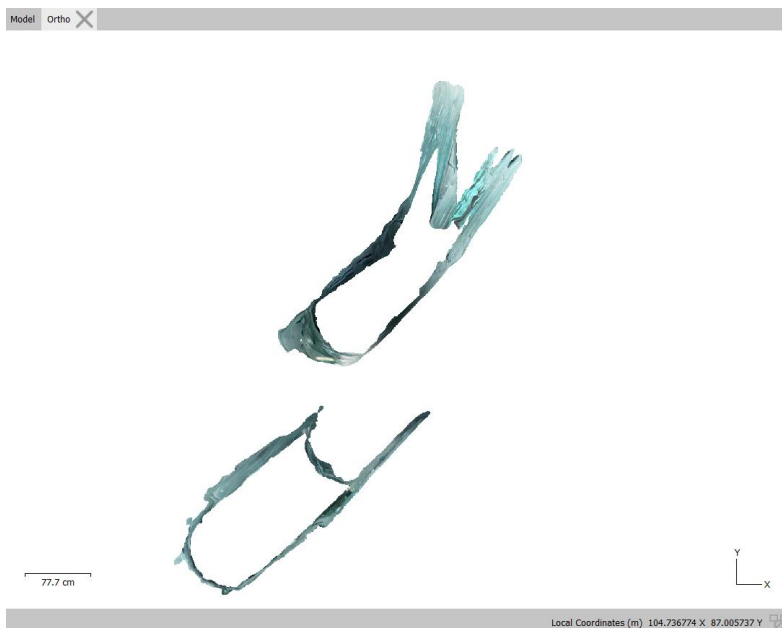 Model Ortho
77.7 cm
Y
X
Local Coordinates (m) 104.736774 X 87.005737 Y